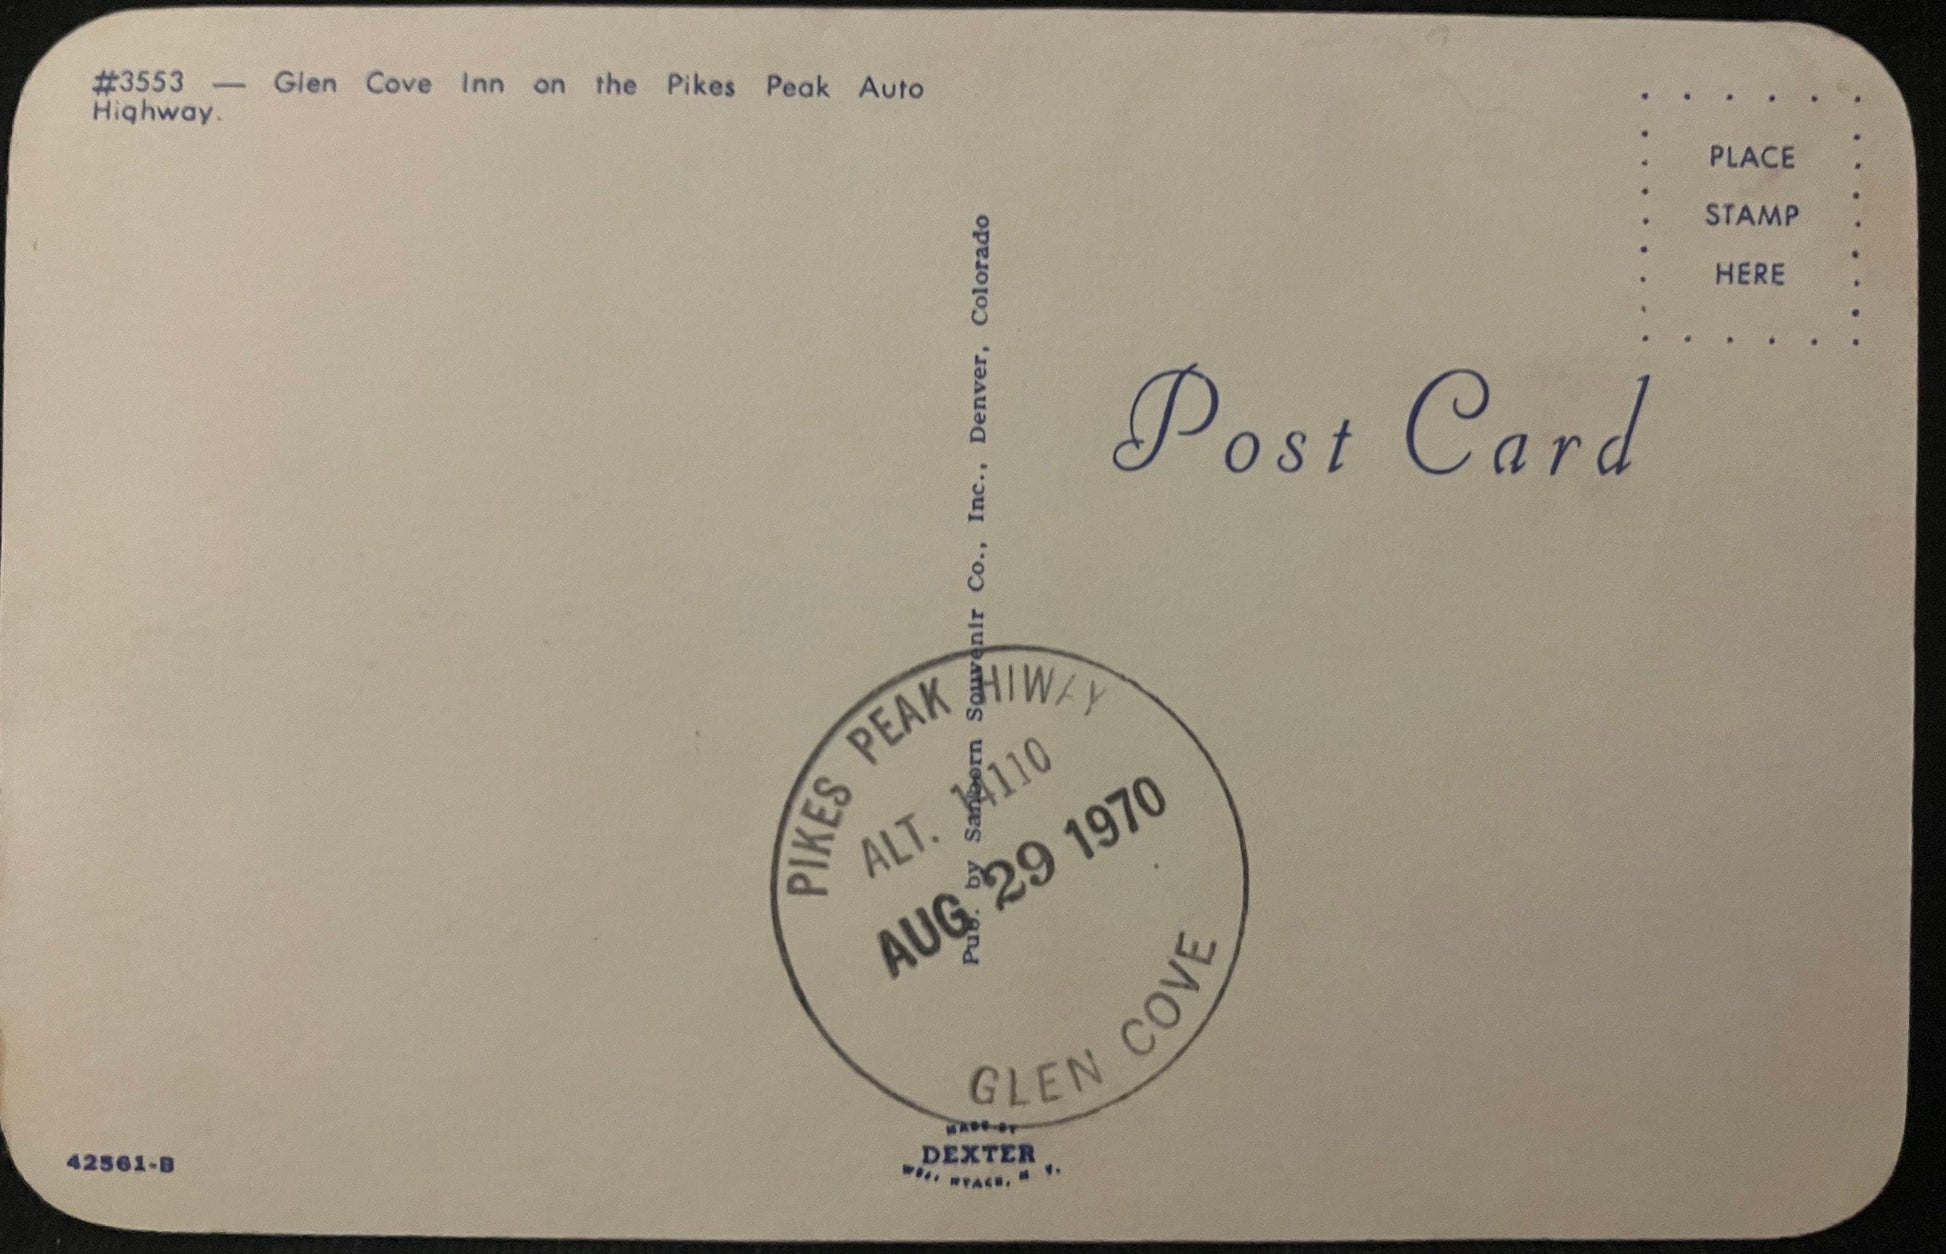 #3553 — Glen Cove Inn on the Pikes Peak Auto
Highway.
PLACE
STAMP
HERE
Post Card
Pub. by Sanborn Souvenir Co., Inc., Denver, Colorado
PIKES PEAK HIWAY
ALT. 14110
AUG 29 1970
GLEN COVE
MADE BY
DEXTER
WEST NYACK, N. Y.
42561-B